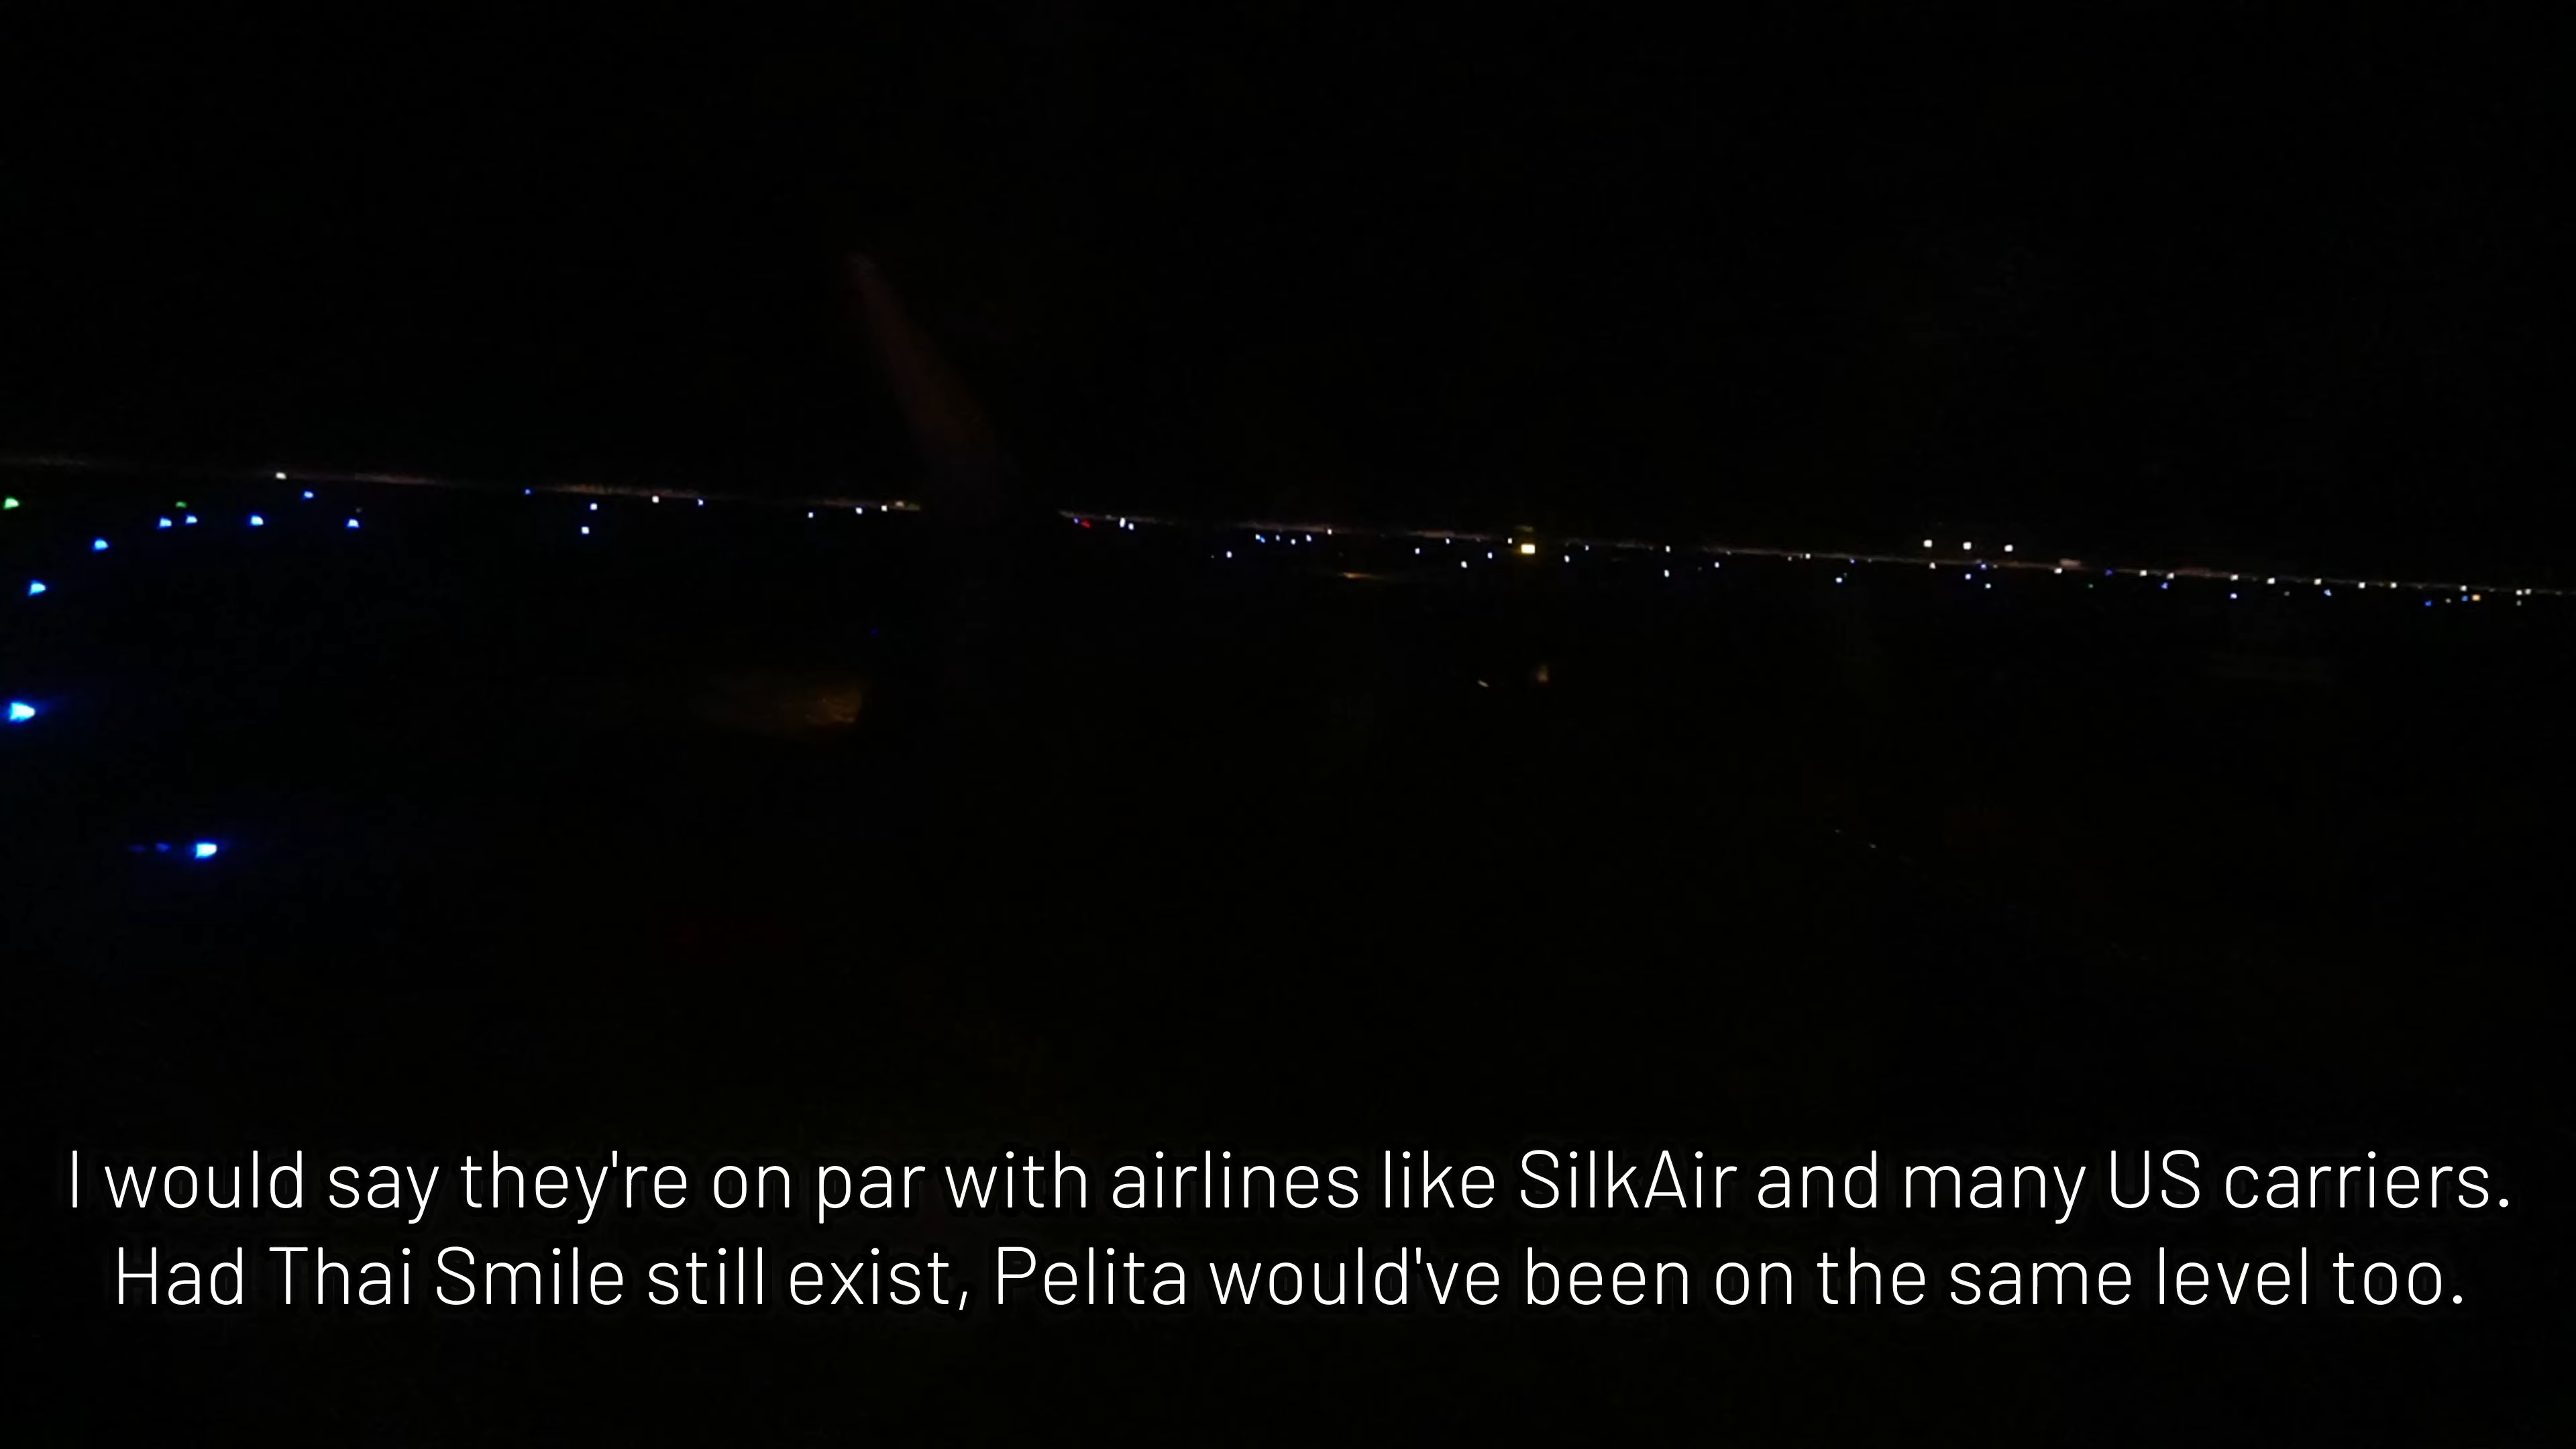 I would say they're on par with airlines like SilkAir and many US carriers.
Had Thai Smile still exist, Pelita would've been on the same level too.